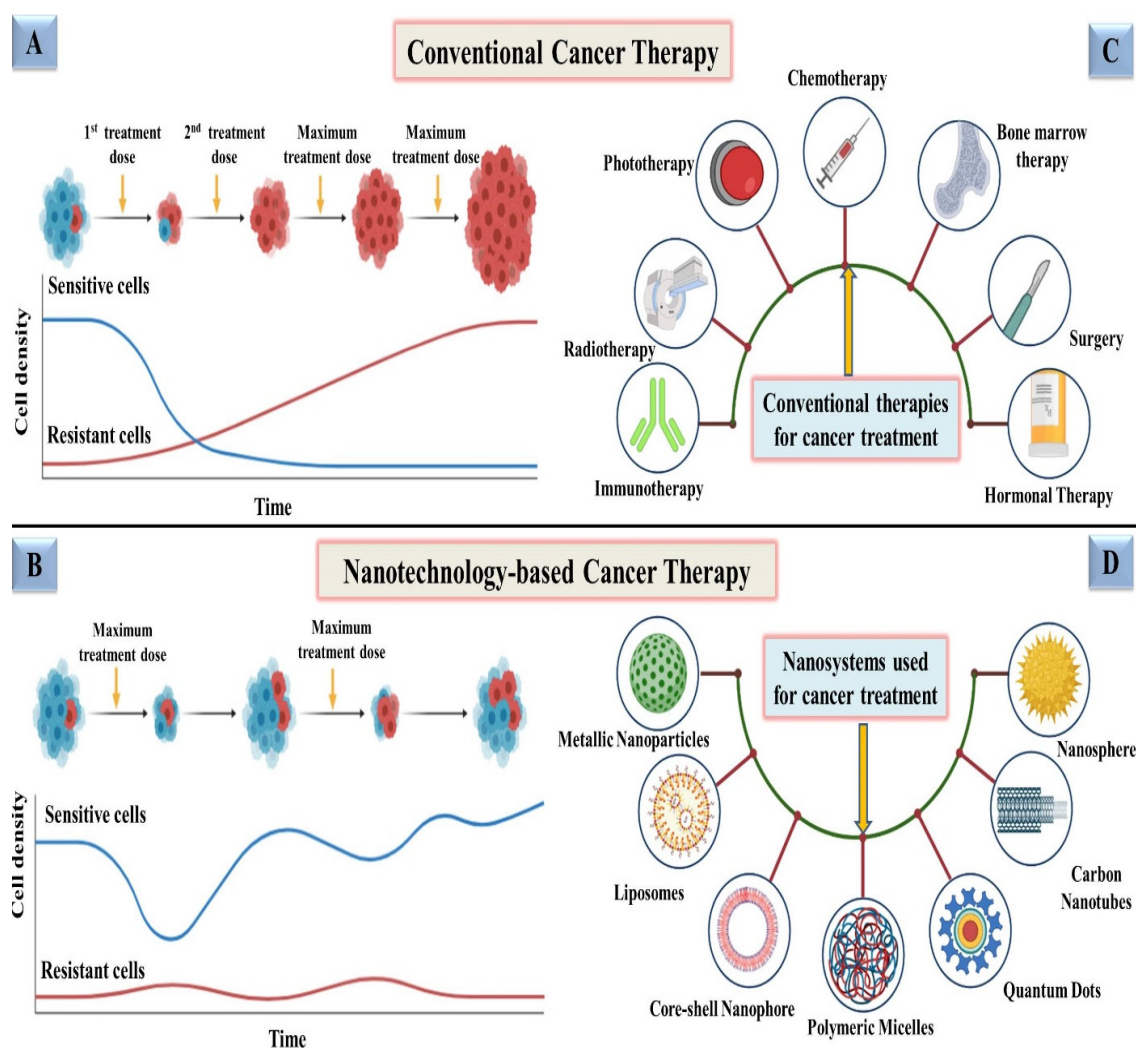 A
Conventional Cancer Therapy
C
1st treatment
dose
2nd treatment
dose
Maximum
treatment dose
Maximum
treatment dose
Sensitive cells
Resistant cells
Cell density
Time
Chemotherapy
Phototherapy
Bone marrow
therapy
Radiotherapy
Surgery
Immunotherapy
Hormonal Therapy
Conventional therapies
for cancer treatment
B
Nanotechnology-based Cancer Therapy
D
Maximum
treatment dose
Maximum
treatment dose
Sensitive cells
Resistant cells
Cell density
Time
Nanosystems used
for cancer treatment
Metallic Nanoparticles
Nanosphere
Liposomes
Carbon
Nanotubes
Core-shell Nanophore
Quantum Dots
Polymeric Micelles